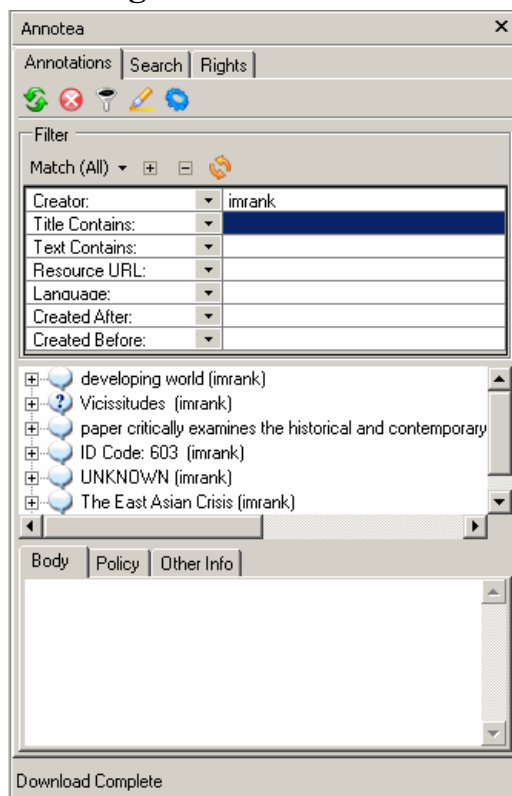 Annotea
Annotations Search Rights
Filter
Match (All)
Creator: imrank
Title Contains:
Text Contains:
Resource URL:
Language:
Created After:
Created Before:
developing world (imrank)
Vicissitudes (imrank)
paper critically examines the historical and contemporary
ID Code: 603 (imrank)
UNKNOWN (imrank)
The East Asian Crisis (imrank)
Body Policy Other Info
Download Complete